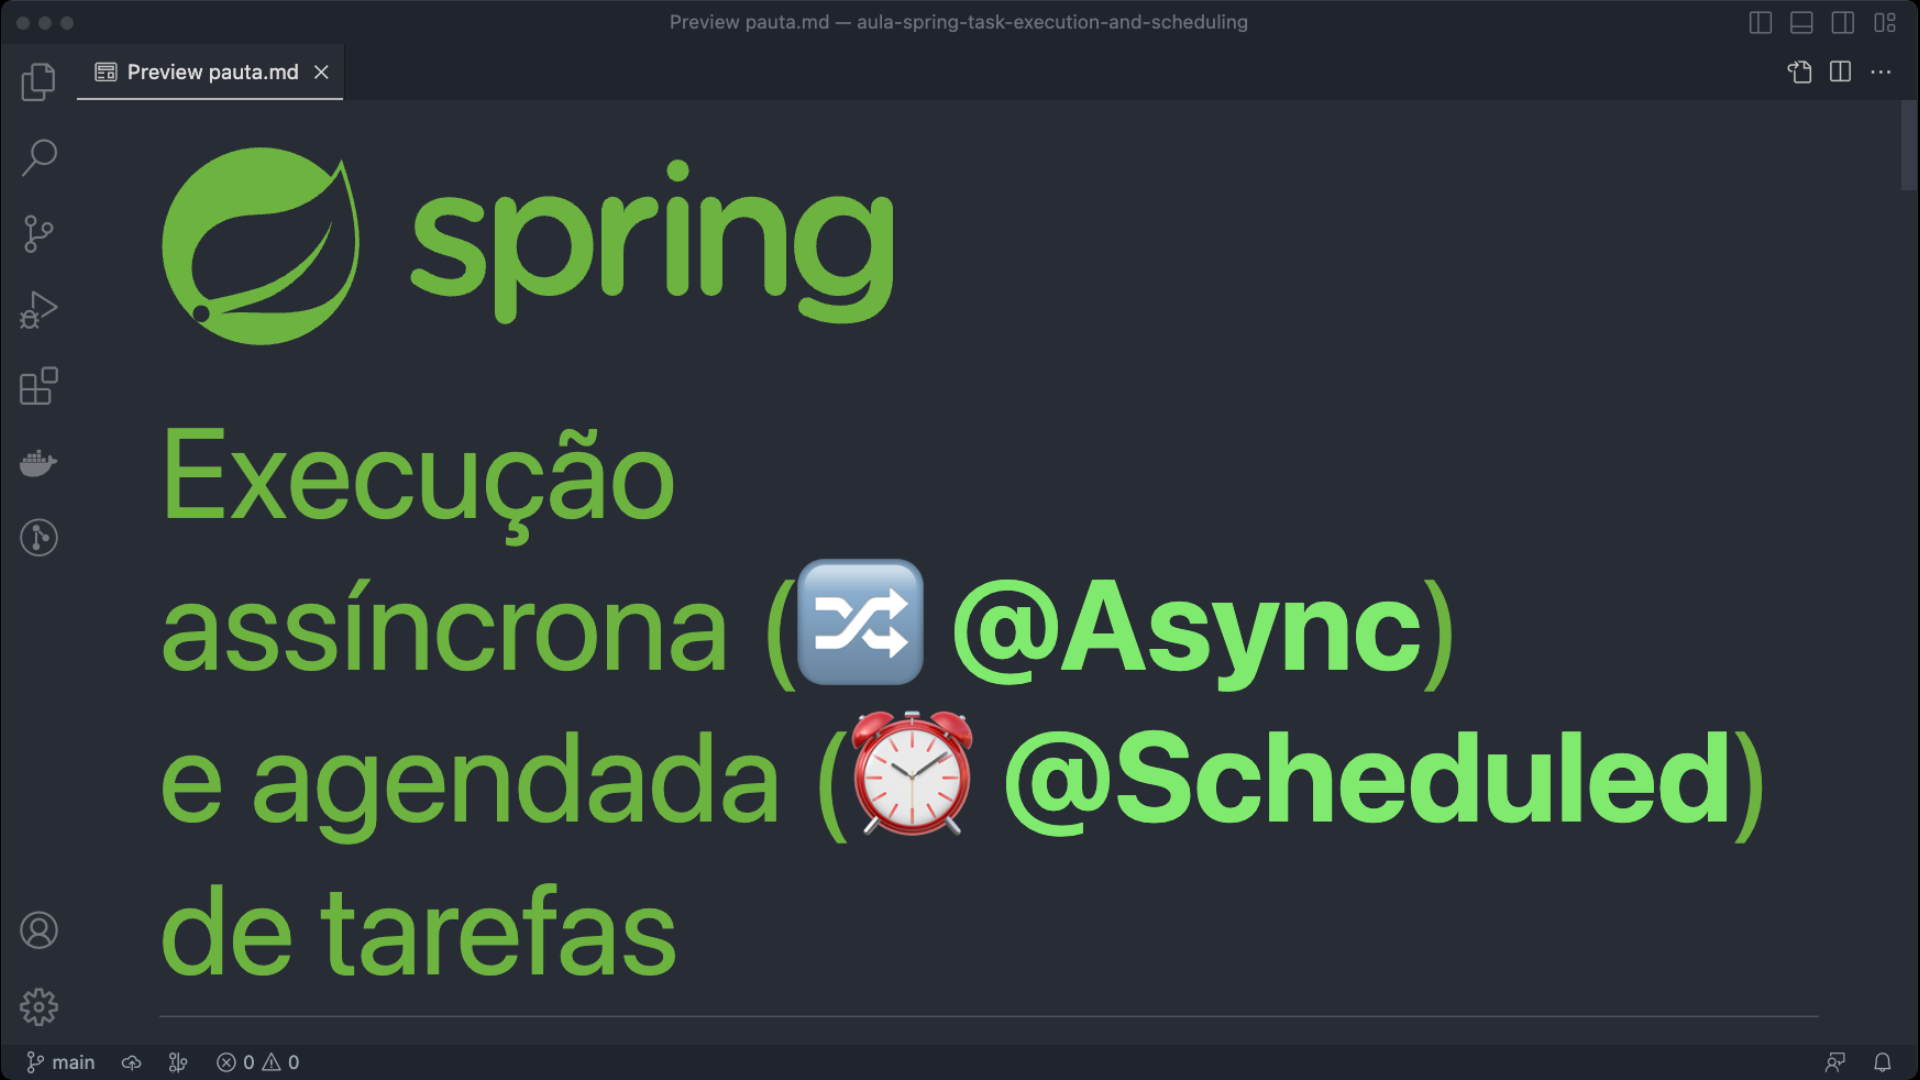 Preview pauta.md — aula-spring-task-execution-and-scheduling
Preview pauta.md
spring
Execução
assíncrona (🔀 @Async)
e agendada (⏰ @Scheduled)
de tarefas
main 0 0